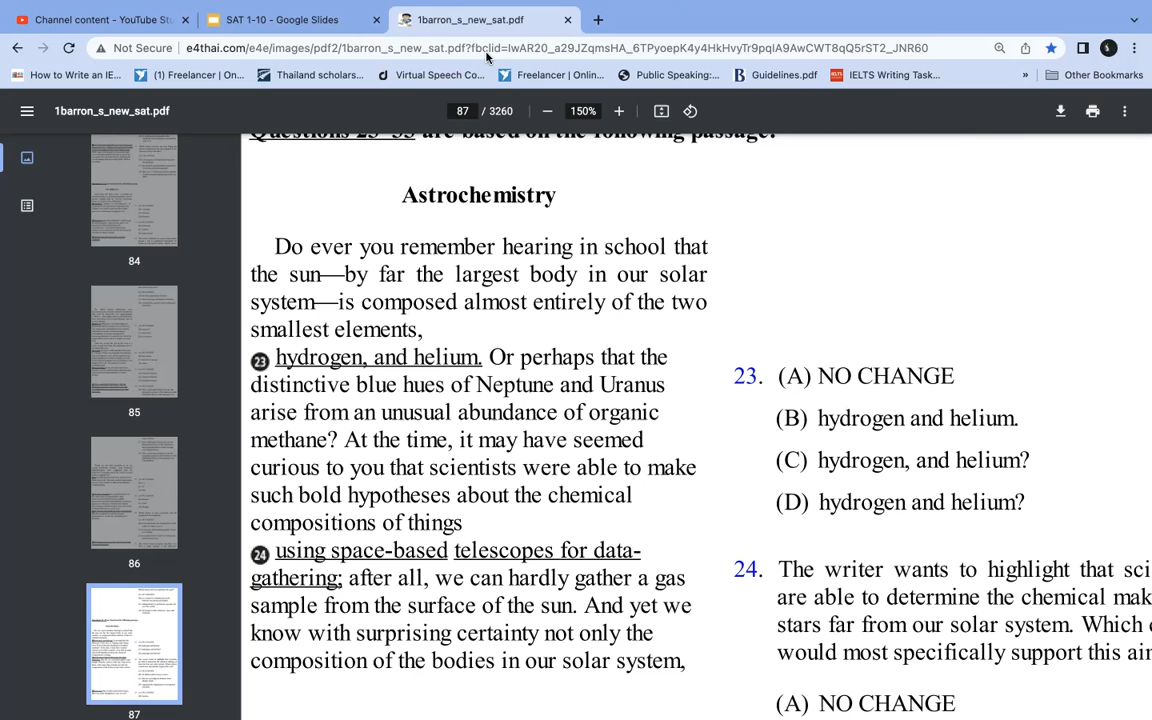 Channel content - YouTube Stu
SAT 1-10 - Google Slides
1barron_s_new_sat.pdf
Not Secure
e4thai.com/e4e/images/pdf2/1barron_s_new_sat.pdf?fbclid=IwAR20_a29JZqmsHA_6TPyoepK4y4HkHvyTr9pqlA9AwCWT8qQ5rST2_JNR60
How to Write an IE...
(1) Freelancer | On...
Thailand scholars...
Virtual Speech Co...
Freelancer | Onlin...
Public Speaking:...
Guidelines.pdf
IELTS Writing Task...
»
Other Bookmarks
1barron_s_new_sat.pdf
87 / 3260
150%
Questions 23–33 are based on the following passage.
Astrochemistry
Do ever you remember hearing in school that
the sun—by far the largest body in our solar
system—is composed almost entirely of the two
smallest elements,
23 hydrogen, and helium. Or perhaps that the
distinctive blue hues of Neptune and Uranus
arise from an unusual abundance of organic
methane? At the time, it may have seemed
curious to you that scientists were able to make
such bold hypotheses about the chemical
compositions of things
24 using space-based telescopes for data-
gathering; after all, we can hardly gather a gas
sample from the surface of the sun. And yet we
know with surprising certainty not only the
composition of the bodies in our solar system,
23. (A) NO CHANGE
(B) hydrogen and helium.
(C) hydrogen, and helium?
(D) hydrogen and helium?
24. The writer wants to highlight that sci
are able to determine the chemical mak
stars far from our solar system. Which c
would most specifically support this ai
(A) NO CHANGE
84
85
86
87